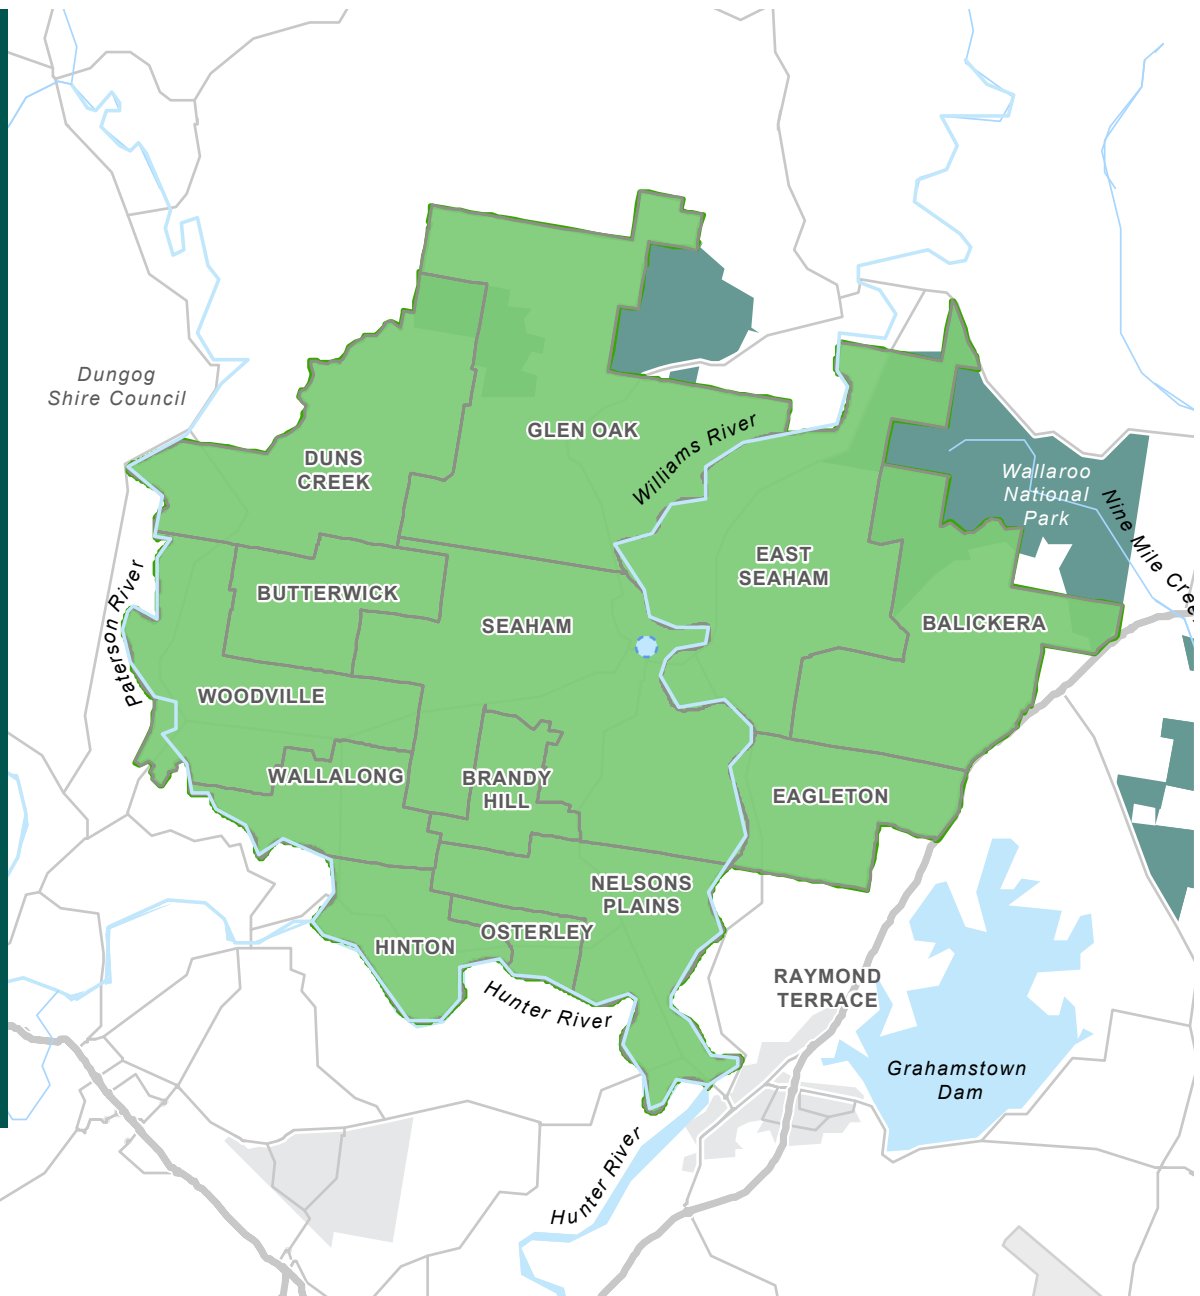 Dungog
Shire Council
GLEN OAK
DUNS
CREEK
Williams River
Wallaroo
National
Park
Nine Mile Creek
EAST
SEAHAM
BUTTERWICK
Paterson River
SEAHAM
BALICKERA
WOODVILLE
WALLALONG
BRANDY
HILL
EAGLETON
NELSONS
PLAINS
OSTERLEY
HINTON
RAYMOND
TERRACE
Hunter River
Grahamstown
Dam
Hunter River